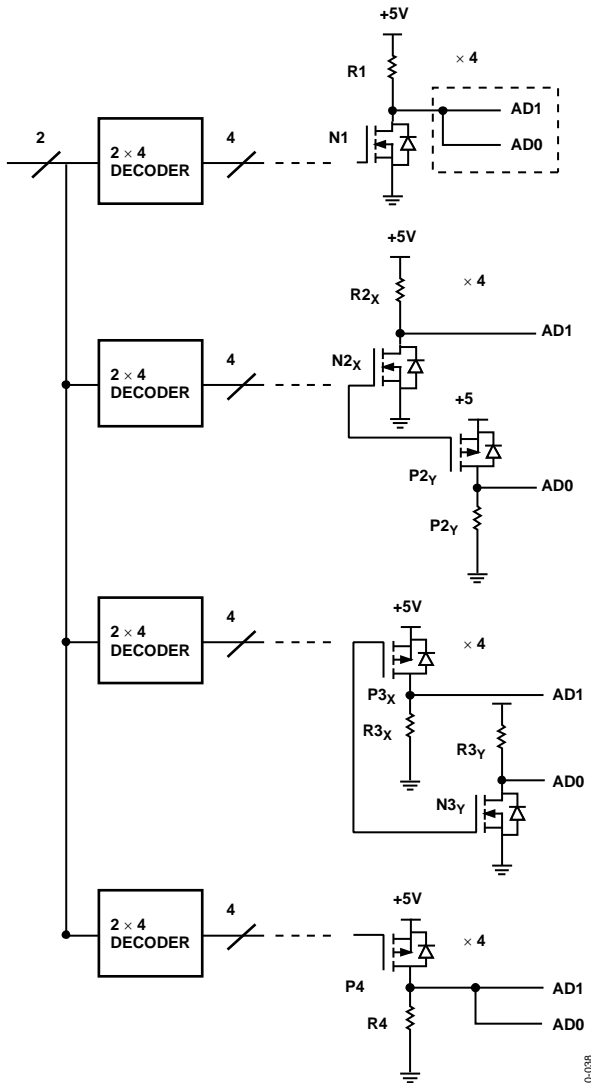 +5V
R1
× 4
AD1
AD0
N1
2
2 × 4
DECODER
4
+5V
R2X
× 4
AD1
N2X
2 × 4
DECODER
4
+5
P2Y
AD0
P2Y
2 × 4
DECODER
4
+5V
× 4
P3X
AD1
R3X
R3Y
AD0
N3Y
2 × 4
DECODER
4
+5V
× 4
P4
AD1
R4
AD0
0-038